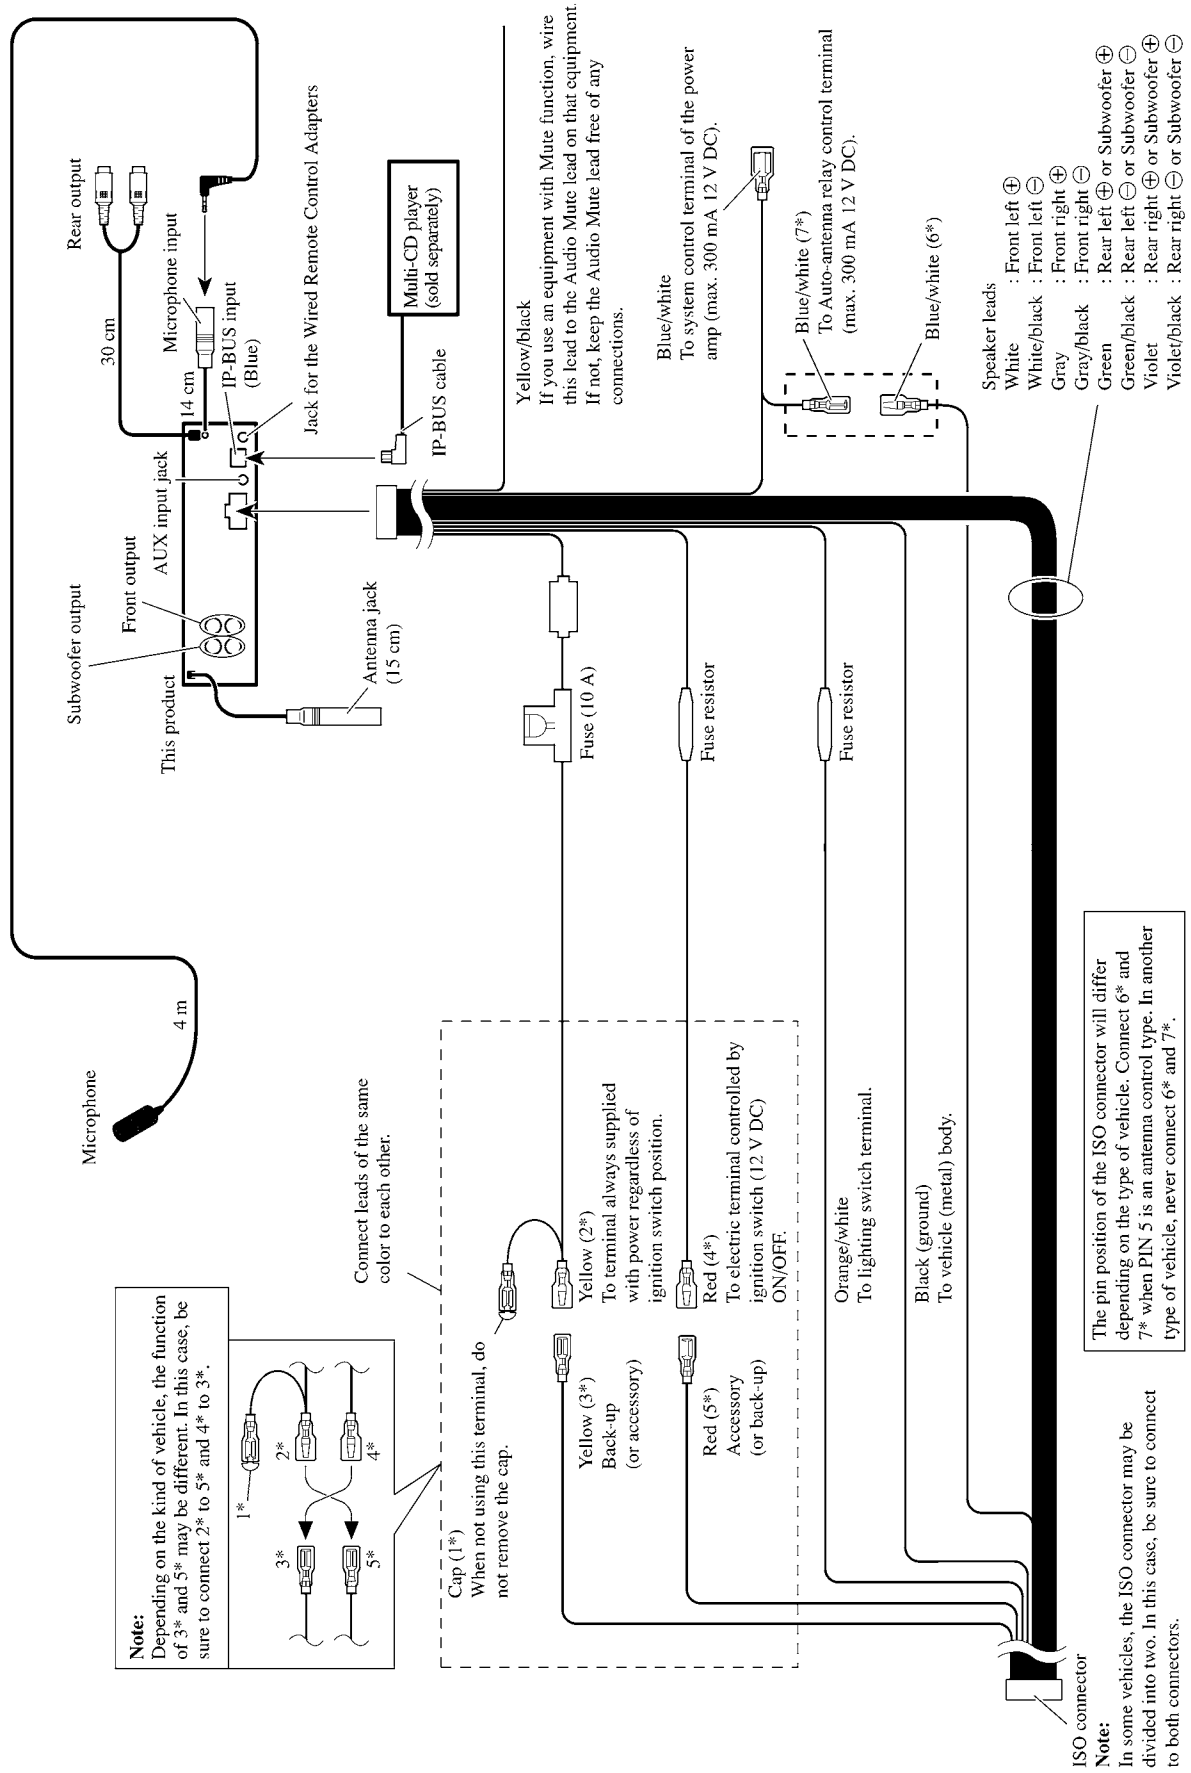 Rear output
30 cm
Microphone input
14 cm
IP-BUS input
(Blue)
Jack for the Wired Remote Control Adapters
Multi-CD player
(sold separately)
IP-BUS cable
AUX input jack
Front output
Subwoofer output
This product
Antenna jack
(15 cm)
4 m
Microphone
Yellow/black
If you use an equipment with Mute function, wire
this lead to the Audio Mute lead on that equipment.
If not, keep the Audio Mute lead free of any
connections.
Blue/white
To system control terminal of the power
amp (max. 300 mA 12 V DC).
Blue/white (7*)
To Auto-antenna relay control terminal
(max. 300 mA 12 V DC).
Blue/white (6*)
Speaker leads
White : Front left ⊕
White/black : Front left ⊖
Gray : Front right ⊕
Gray/black : Front right ⊖
Green : Rear left ⊕ or Subwoofer ⊕
Green/black : Rear left ⊖ or Subwoofer ⊖
Violet : Rear right ⊕ or Subwoofer ⊕
Violet/black : Rear right ⊖ or Subwoofer ⊖
Fuse (10 A)
Fuse resistor
Fuse resistor
Note:
Depending on the kind of vehicle, the function
of 3* and 5* may be different. In this case, be
sure to connect 2* to 5* and 4* to 3*.
1*
2*
4*
3*
5*
Connect leads of the same
color to each other.
Cap (1*)
When not using this terminal, do
not remove the cap.
Yellow (2*)
To terminal always supplied
with power regardless of
ignition switch position.
Yellow (3*)
Back-up
(or accessory)
Red (4*)
To electric terminal controlled by
ignition switch (12 V DC)
ON/OFF.
Red (5*)
Accessory
(or back-up)
Orange/white
To lighting switch terminal.
Black (ground)
To vehicle (metal) body.
The pin position of the ISO connector will differ
depending on the type of vehicle. Connect 6* and
7* when PIN 5 is an antenna control type. In another
type of vehicle, never connect 6* and 7*.
ISO connector
Note:
In some vehicles, the ISO connector may be
divided into two. In this case, be sure to connect
to both connectors.